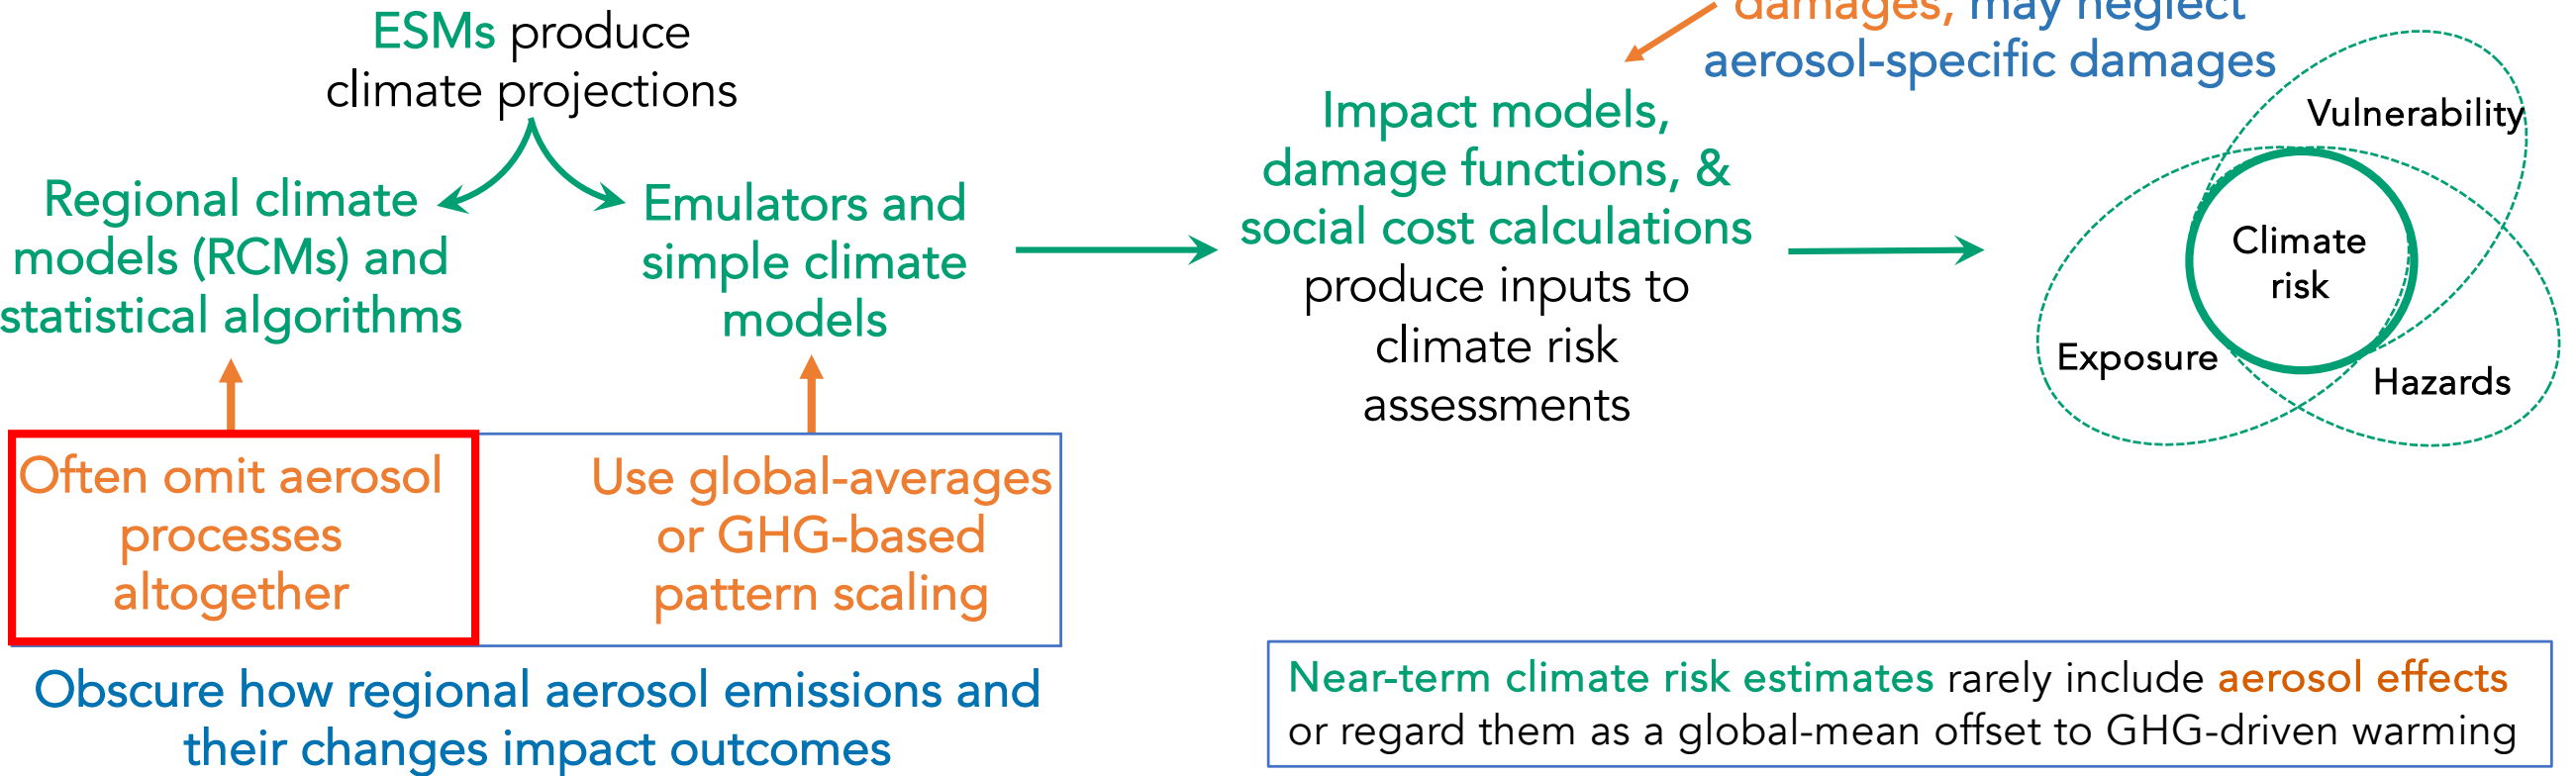 ESMs produce
climate projections
Regional climate
models (RCMs) and
statistical algorithms
Emulators and
simple climate
models
Often omit aerosol
processes
altogether
Use global-averages
or GHG-based
pattern scaling
Obscure how regional aerosol emissions and
their changes impact outcomes
damages, may neglect
aerosol-specific damages
Impact models,
damage functions, &
social cost calculations
produce inputs to
climate risk
assessments
Vulnerability
Climate
risk
Exposure
Hazards
Near-term climate risk estimates rarely include aerosol effects
or regard them as a global-mean offset to GHG-driven warming